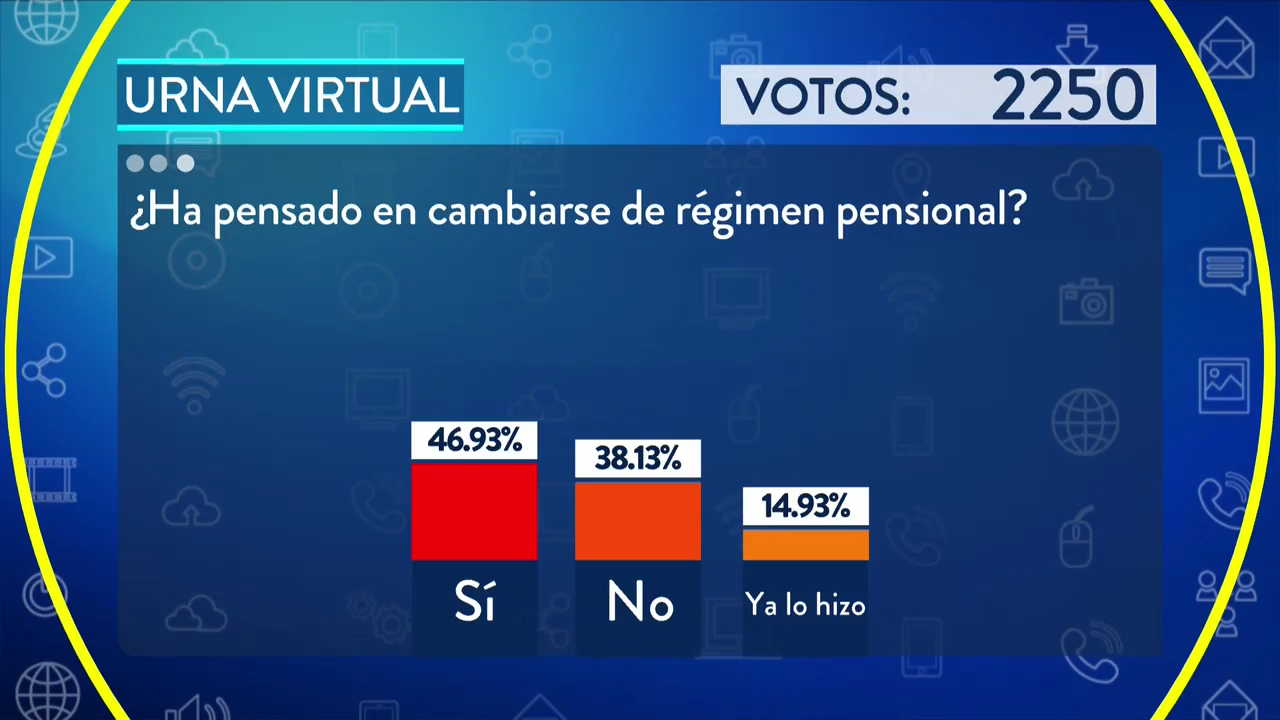 URNA VIRTUAL
VOTOS: 2250
¿Ha pensado en cambiarse de régimen pensional?
46.93%
38.13%
14.93%
Sí
No
Ya lo hizo